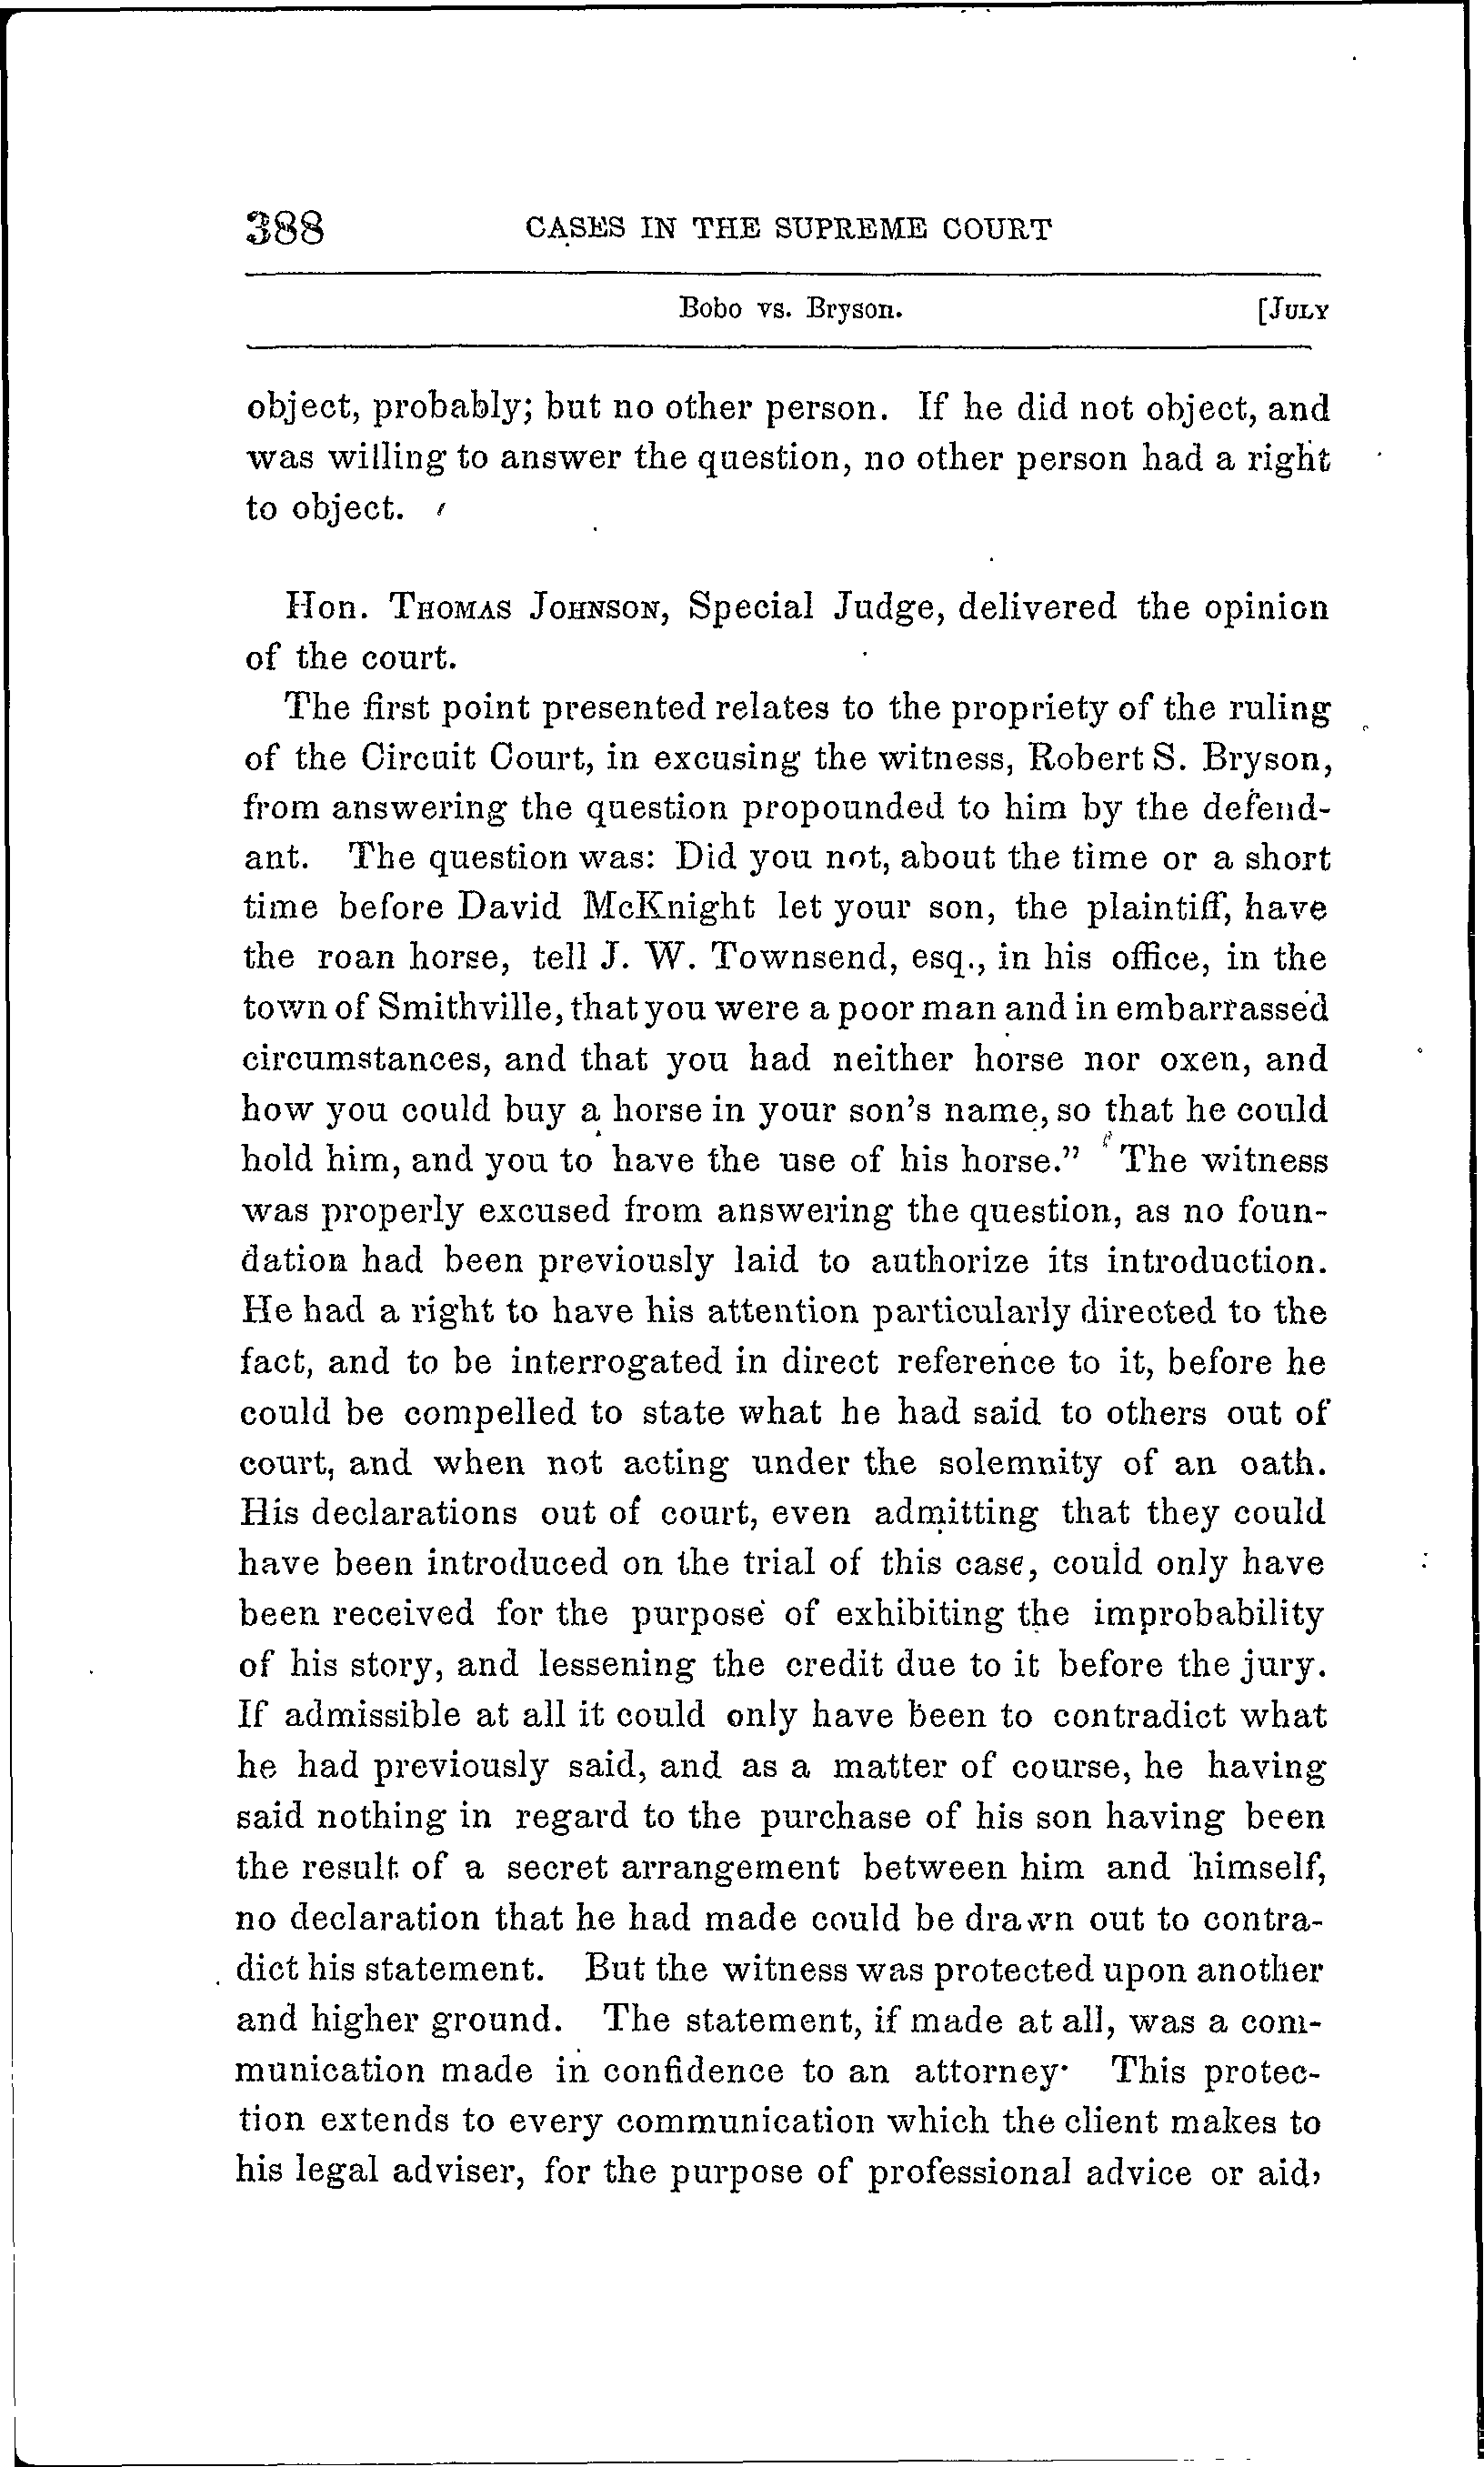 388 CASES IN THE SUPREME COURT
Bobo vs. Bryson. [JULY
object, probably; but no other person. If he did not object, and
was willing to answer the question, no other person had a right
to object.
Hon. THOMAS JOHNSON, Special Judge, delivered the opinion
of the court.
The first point presented relates to the propriety of the ruling
of the Circuit Court, in excusing the witness, Robert S. Bryson,
from answering the question propounded to him by the defend-
ant. The question was: Did you not, about the time or a short
time before David McKnight let your son, the plaintiff, have
the roan horse, tell J. W. Townsend, esq., in his office, in the
town of Smithville, that you were a poor man and in embarrassed
circumstances, and that you had neither horse nor oxen, and
how you could buy a horse in your son's name, so that he could
hold him, and you to have the use of his horse." The witness
was properly excused from answering the question, as no foun-
dation had been previously laid to authorize its introduction.
He had a right to have his attention particularly directed to the
fact, and to be interrogated in direct reference to it, before he
could be compelled to state what he had said to others out of
court, and when not acting under the solemnity of an oath.
His declarations out of court, even admitting that they could
have been introduced on the trial of this case, could only have
been received for the purpose of exhibiting the improbability
of his story, and lessening the credit due to it before the jury.
If admissible at all it could only have been to contradict what
he had previously said, and as a matter of course, he having
said nothing in regard to the purchase of his son having been
the result of a secret arrangement between him and himself,
no declaration that he had made could be drawn out to contra-
dict his statement. But the witness was protected upon another
and higher ground. The statement, if made at all, was a com-
munication made in confidence to an attorney· This protec-
tion extends to every communication which the client makes to
his legal adviser, for the purpose of professional advice or aid,